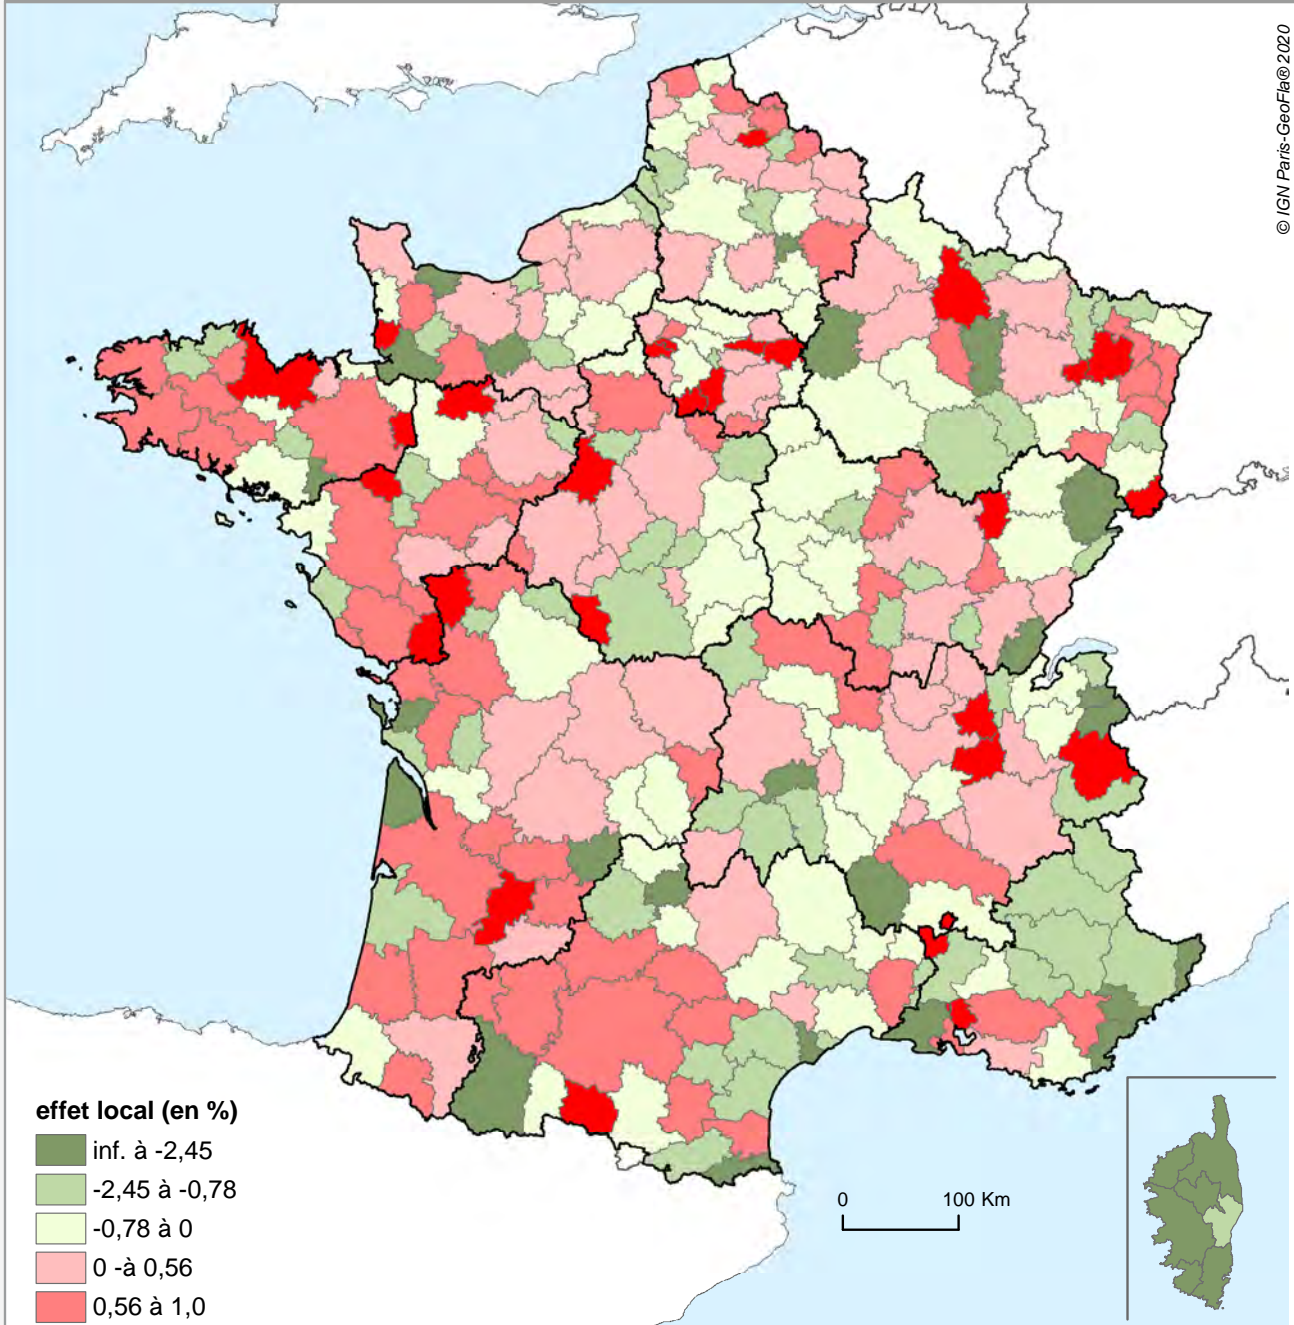 © IGN Paris-GeoFla® 2020
effet local (en %)
inf. à -2,45
-2,45 à -0,78
-0,78 à 0
0 -à 0,56
0,56 à 1,0
0 100 Km